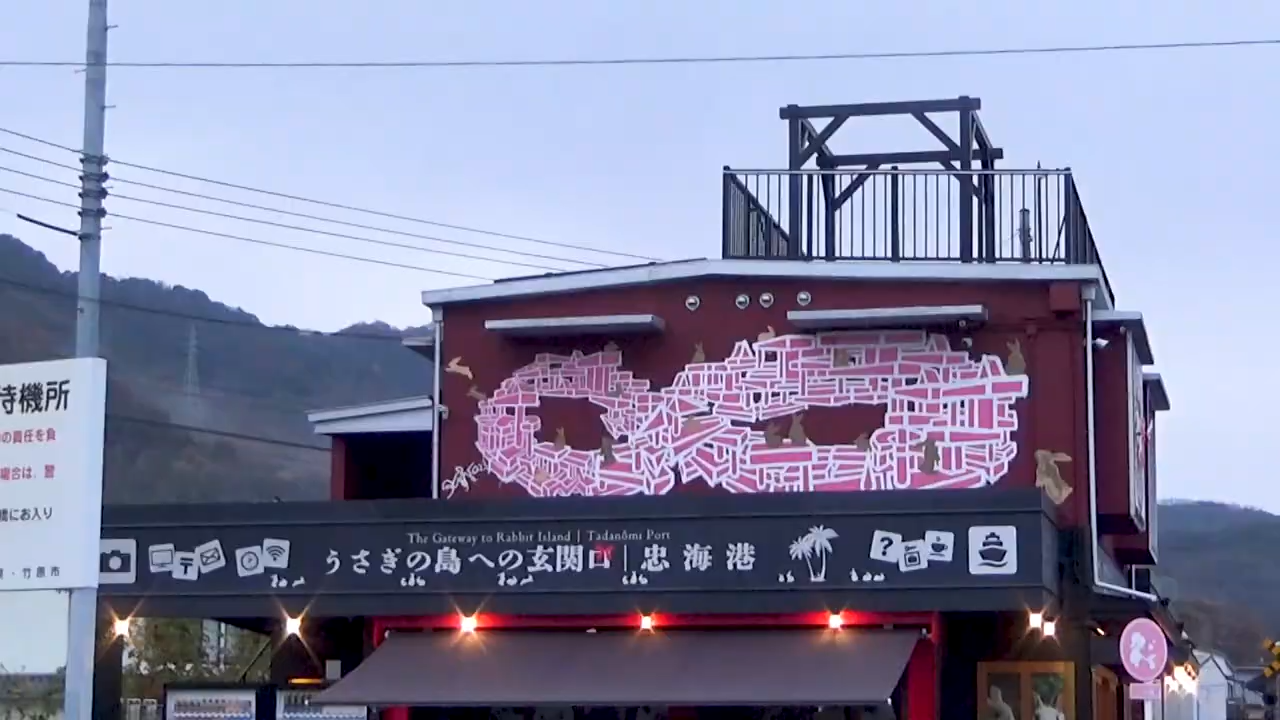 待機所
の責任を負
場合は、警
橋にお入り
・竹原市
The Gateway to Rabbit Island | Tadanōmi Port
うさぎの島への玄関口 | 忠海港
?